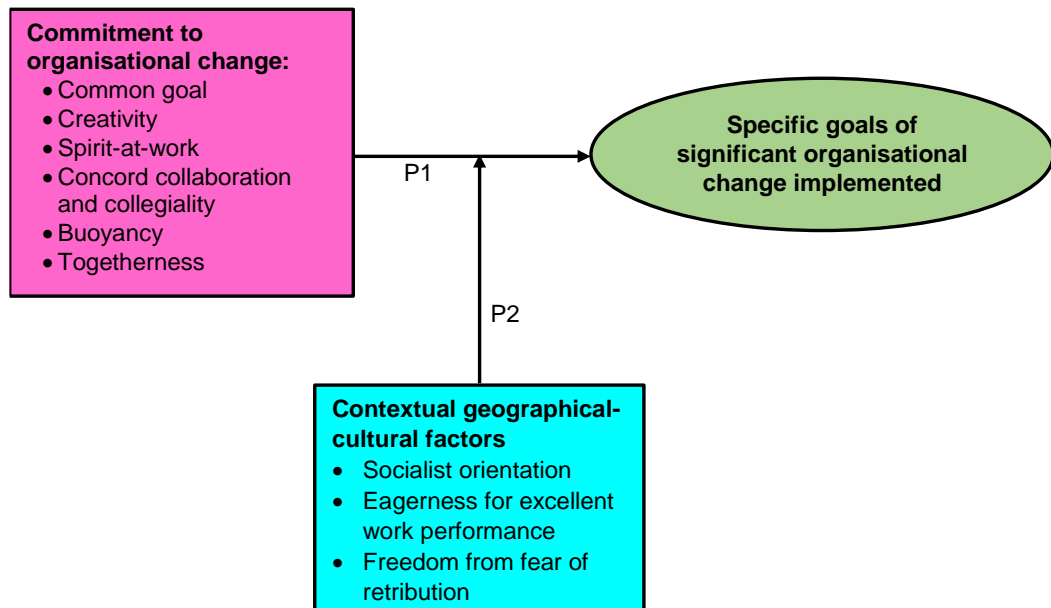 Commitment to
organisational change:
• Common goal
• Creativity
• Spirit-at-work
• Concord collaboration
and collegiality
• Buoyancy
• Togetherness
P1
Specific goals of
significant organisational
change implemented
P2
Contextual geographical-
cultural factors
• Socialist orientation
• Eagerness for excellent
work performance
• Freedom from fear of
retribution